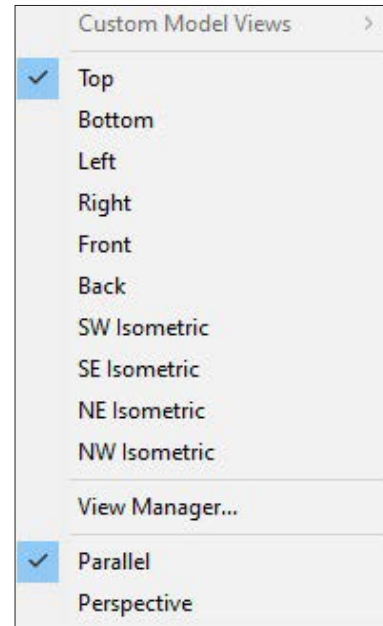 Custom Model Views
Top
Bottom
Left
Right
Front
Back
SW Isometric
SE Isometric
NE Isometric
NW Isometric
View Manager...
Parallel
Perspective